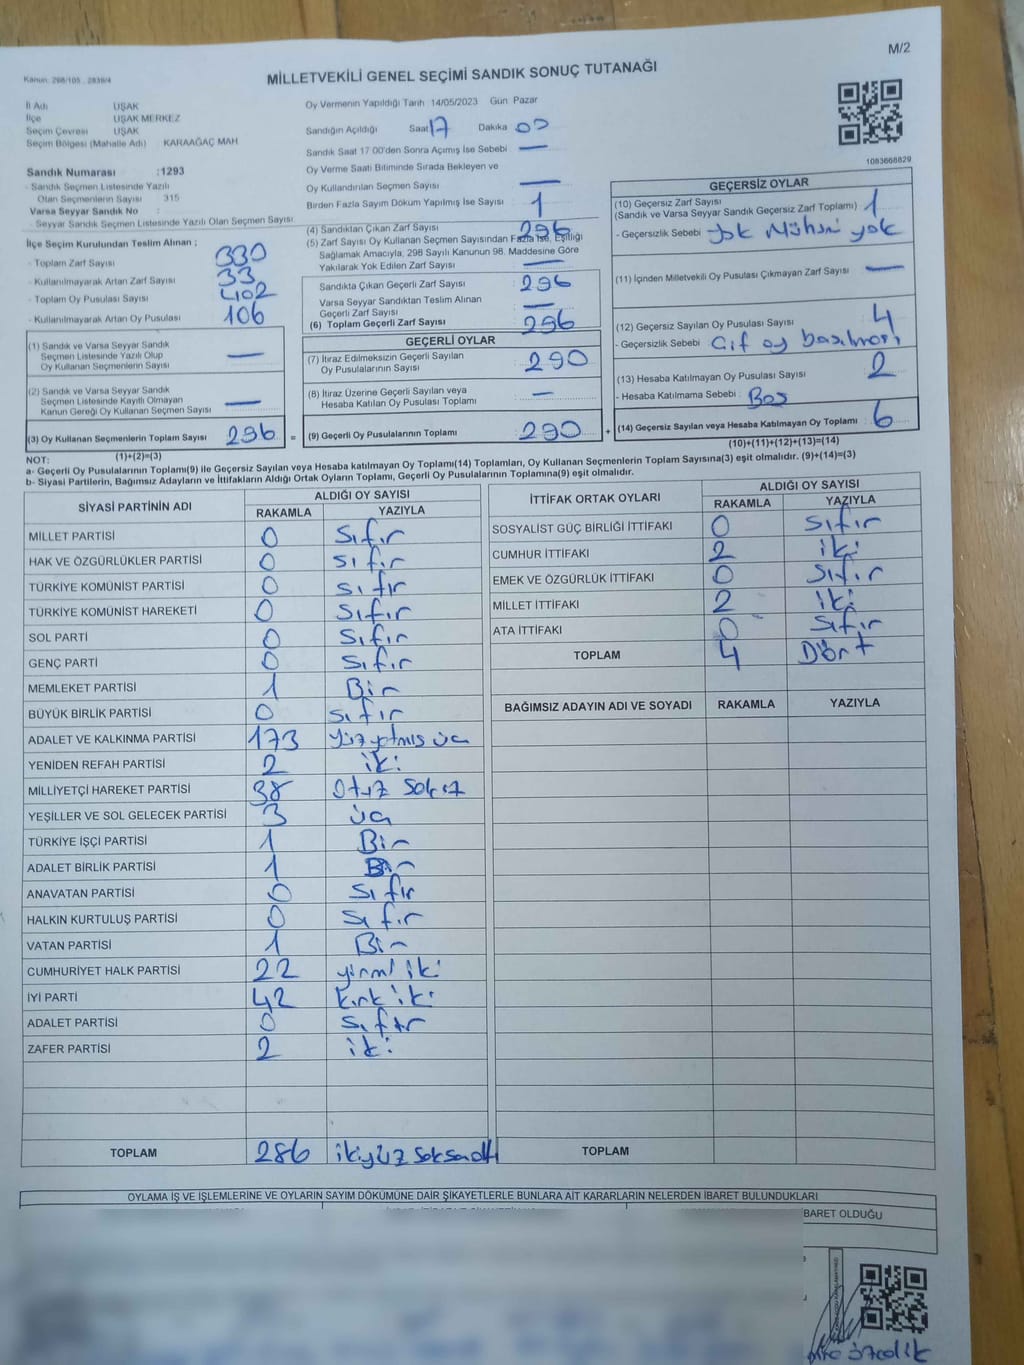 M/2
Kanun: 298/105 . 2839/4
MİLLETVEKİLİ GENEL SEÇİMİ SANDIK SONUÇ TUTANAĞI
İl Adı : UŞAK
İlçe : UŞAK MERKEZ
Seçim Çevresi : UŞAK
Seçim Bölgesi (Mahalle Adı) : KARAAĞAÇ MAH
Sandık Numarası :1293
- Sandık Seçmen Listesinde Yazılı
Olan Seçmenlerin Sayısı : 315
Varsa Seyyar Sandık No :
- Seyyar Sandık Seçmen Listesinde Yazılı Olan Seçmen Sayısı :
İlçe Seçim Kurulundan Teslim Alınan ;
- Toplam Zarf Sayısı : 330
- Kullanılmayarak Artan Zarf Sayısı : 33
- Toplam Oy Pusulası Sayısı : 402
- Kullanılmayarak Artan Oy Pusulası : 106
(1) Sandık ve Varsa Seyyar Sandık
Seçmen Listesinde Yazılı Olup
Oy Kullanan Seçmenlerin Sayısı : —
(2) Sandık ve Varsa Seyyar Sandık
Seçmen Listesinde Kayıtlı Olmayan
Kanun Gereği Oy Kullanan Seçmen Sayısı : —
(3) Oy Kullanan Seçmenlerin Toplam Sayısı : 296
(1)+(2)=(3)
Oy Vermenin Yapıldığı Tarih 14/05/2023 Gün Pazar
Sandığın Açıldığı Saat 17 Dakika 00
Sandık Saat 17:00'den Sonra Açmış İse Sebebi —
Oy Verme Saati Bitiminde Sırada Bekleyen ve
Oy Kullandırılan Seçmen Sayısı —
Birden Fazla Sayım Döküm Yapılmış İse Sayısı 1
(4) Sandıktan Çıkan Zarf Sayısı : 296
(5) Zarf Sayısı Oy Kullanan Seçmen Sayısından Fazla İse, Eşitliği
Sağlamak Amacıyla, 298 Sayılı Kanunun 98. Maddesine Göre
Yakılarak Yok Edilen Zarf Sayısı : —
Sandıkta Çıkan Geçerli Zarf Sayısı : 296
Varsa Seyyar Sandıktan Teslim Alınan
Geçerli Zarf Sayısı : —
(6) Toplam Geçerli Zarf Sayısı : 296
GEÇERLİ OYLAR
(7) İtiraz Edilmeksizin Geçerli Sayılan
Oy Pusulalarının Sayısı : 290
(8) İtiraz Üzerine Geçerli Sayılan veya
Hesaba Katılan Oy Pusulası Toplamı : —
= (9) Geçerli Oy Pusulalarının Toplamı : 290 +
1083668829
GEÇERSİZ OYLAR
(10) Geçersiz Zarf Sayısı
(Sandık ve Varsa Seyyar Sandık Geçersiz Zarf Toplamı) : 1
- Geçersizlik Sebebi : yok Mühür yok
(11) İçinden Milletvekili Oy Pusulası Çıkmayan Zarf Sayısı : —
(12) Geçersiz Sayılan Oy Pusulası Sayısı : 4
- Geçersizlik Sebebi : Çift oy basılması
(13) Hesaba Katılmayan Oy Pusulası Sayısı : 2
- Hesaba Katılmama Sebebi : Boş
(14) Geçersiz Sayılan veya Hesaba Katılmayan Oy Toplamı : 6
(10)+(11)+(12)+(13)=(14)
NOT:
a- Geçerli Oy Pusulalarının Toplamı(9) ile Geçersiz Sayılan veya Hesaba katılmayan Oy Toplamı(14) Toplamları, Oy Kullanan Seçmenlerin Toplam Sayısına(3) eşit olmalıdır. (9)+(14)=(3)
b- Siyasi Partilerin, Bağımsız Adayların ve İttifakların Aldığı Ortak Oyların Toplamı, Geçerli Oy Pusulalarının Toplamına(9) eşit olmalıdır.
SİYASİ PARTİNİN ADI ALDIĞI OY SAYISI
RAKAMLA YAZIYLA
MİLLET PARTİSİ 0 Sıfır
HAK VE ÖZGÜRLÜKLER PARTİSİ 0 Sıfır
TÜRKİYE KOMÜNİST PARTİSİ 0 Sıfır
TÜRKİYE KOMÜNİST HAREKETİ 0 Sıfır
SOL PARTİ 0 Sıfır
GENÇ PARTİ 0 Sıfır
MEMLEKET PARTİSİ 1 Bir
BÜYÜK BİRLİK PARTİSİ 0 Sıfır
ADALET VE KALKINMA PARTİSİ 173 yüz yetmiş üç
YENİDEN REFAH PARTİSİ 2 iki
MİLLİYETÇİ HAREKET PARTİSİ 38 Otuz Sekiz
YEŞİLLER VE SOL GELECEK PARTİSİ 3 üç
TÜRKİYE İŞÇİ PARTİSİ 1 Bir
ADALET BİRLİK PARTİSİ 1 Bir
ANAVATAN PARTİSİ 0 Sıfır
HALKIN KURTULUŞ PARTİSİ 0 Sıfır
VATAN PARTİSİ 1 Bir
CUMHURİYET HALK PARTİSİ 22 yirmi iki
İYİ PARTİ 42 kırk iki
ADALET PARTİSİ 0 Sıfır
ZAFER PARTİSİ 2 iki
TOPLAM 286 ikiyüz Seksen altı
İTTİFAK ORTAK OYLARI ALDIĞI OY SAYISI
RAKAMLA YAZIYLA
SOSYALİST GÜÇ BİRLİĞİ İTTİFAKI 0 Sıfır
CUMHUR İTTİFAKI 2 iki
EMEK VE ÖZGÜRLÜK İTTİFAKI 0 Sıfır
MİLLET İTTİFAKI 2 iki
ATA İTTİFAKI 0 Sıfır
TOPLAM 4 Dört
BAĞIMSIZ ADAYIN ADI VE SOYADI RAKAMLA YAZIYLA
TOPLAM
OYLAMA İŞ VE İŞLEMLERİNE VE OYLARIN SAYIM DÖKÜMÜNE DAİR ŞİKAYETLERLE BUNLARA AİT KARARLARIN NELERDEN İBARET BULUNDUKLARI
BARET OLDUĞU